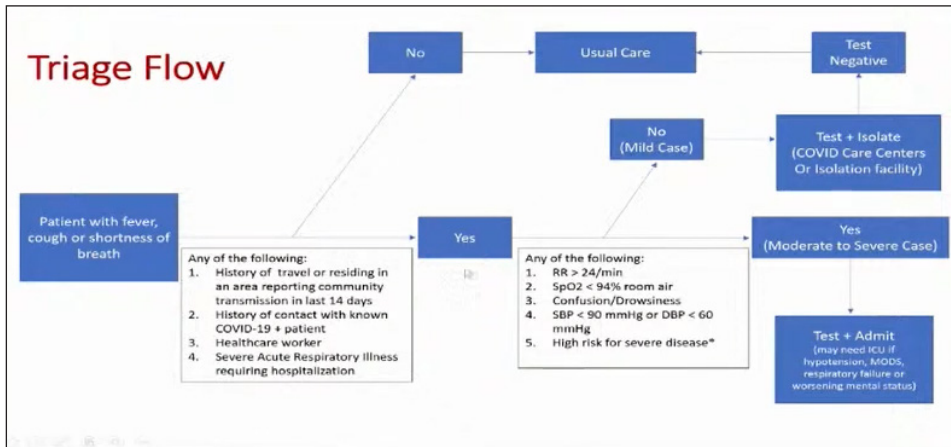 Triage Flow
No
Usual Care
Test
Negative
No
(Mild Case)
Test + Isolate
(COVID Care Centers
Or Isolation facility)
Patient with fever,
cough or shortness of
breath
Yes
Yes
(Moderate to Severe Case)
Any of the following:
1. History of travel or residing in
an area reporting community
transmission in last 14 days
2. History of contact with known
COVID-19 + patient
3. Healthcare worker
4. Severe Acute Respiratory Illness
requiring hospitalization
Any of the following:
1. RR > 24/min
2. SpO2 < 94% room air
3. Confusion/Drowsiness
4. SBP < 90 mmHg or DBP < 60
mmHg
5. High risk for severe disease*
Test + Admit
(may need ICU if
hypotension, MODS,
respiratory failure or
worsening mental status)